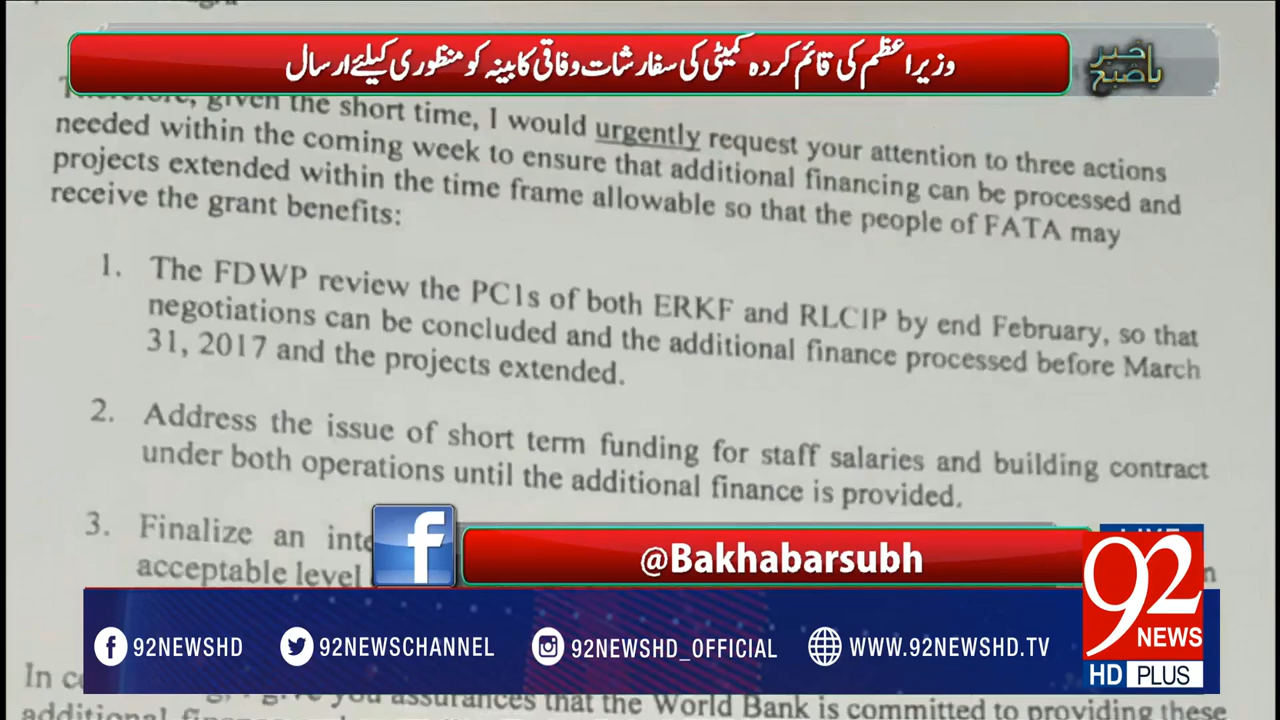 وزیراعظم کی قائم کردہ کمیٹی کی سفارشات وفاقی کابینہ کو منظوری کیلئے ارسال
باخبر صبح
Therefore, given the short time, I would urgently request your attention to three actions
needed within the coming week to ensure that additional financing can be processed and
projects extended within the time frame allowable so that the people of FATA may
receive the grant benefits:
1. The FDWP review the PC1s of both ERKF and RLCIP by end February, so that
negotiations can be concluded and the additional finance processed before March
31, 2017 and the projects extended.
2. Address the issue of short term funding for staff salaries and building contract
under both operations until the additional finance is provided.
3. Finalize an
acceptable level
@Bakhabarsubh
LIVE
92
NEWS
HD PLUS
92NEWSHD
92NEWSCHANNEL
92NEWSHD_OFFICIAL
WWW.92NEWSHD.TV
In
you assurances that the World Bank is committed to providing these
additional